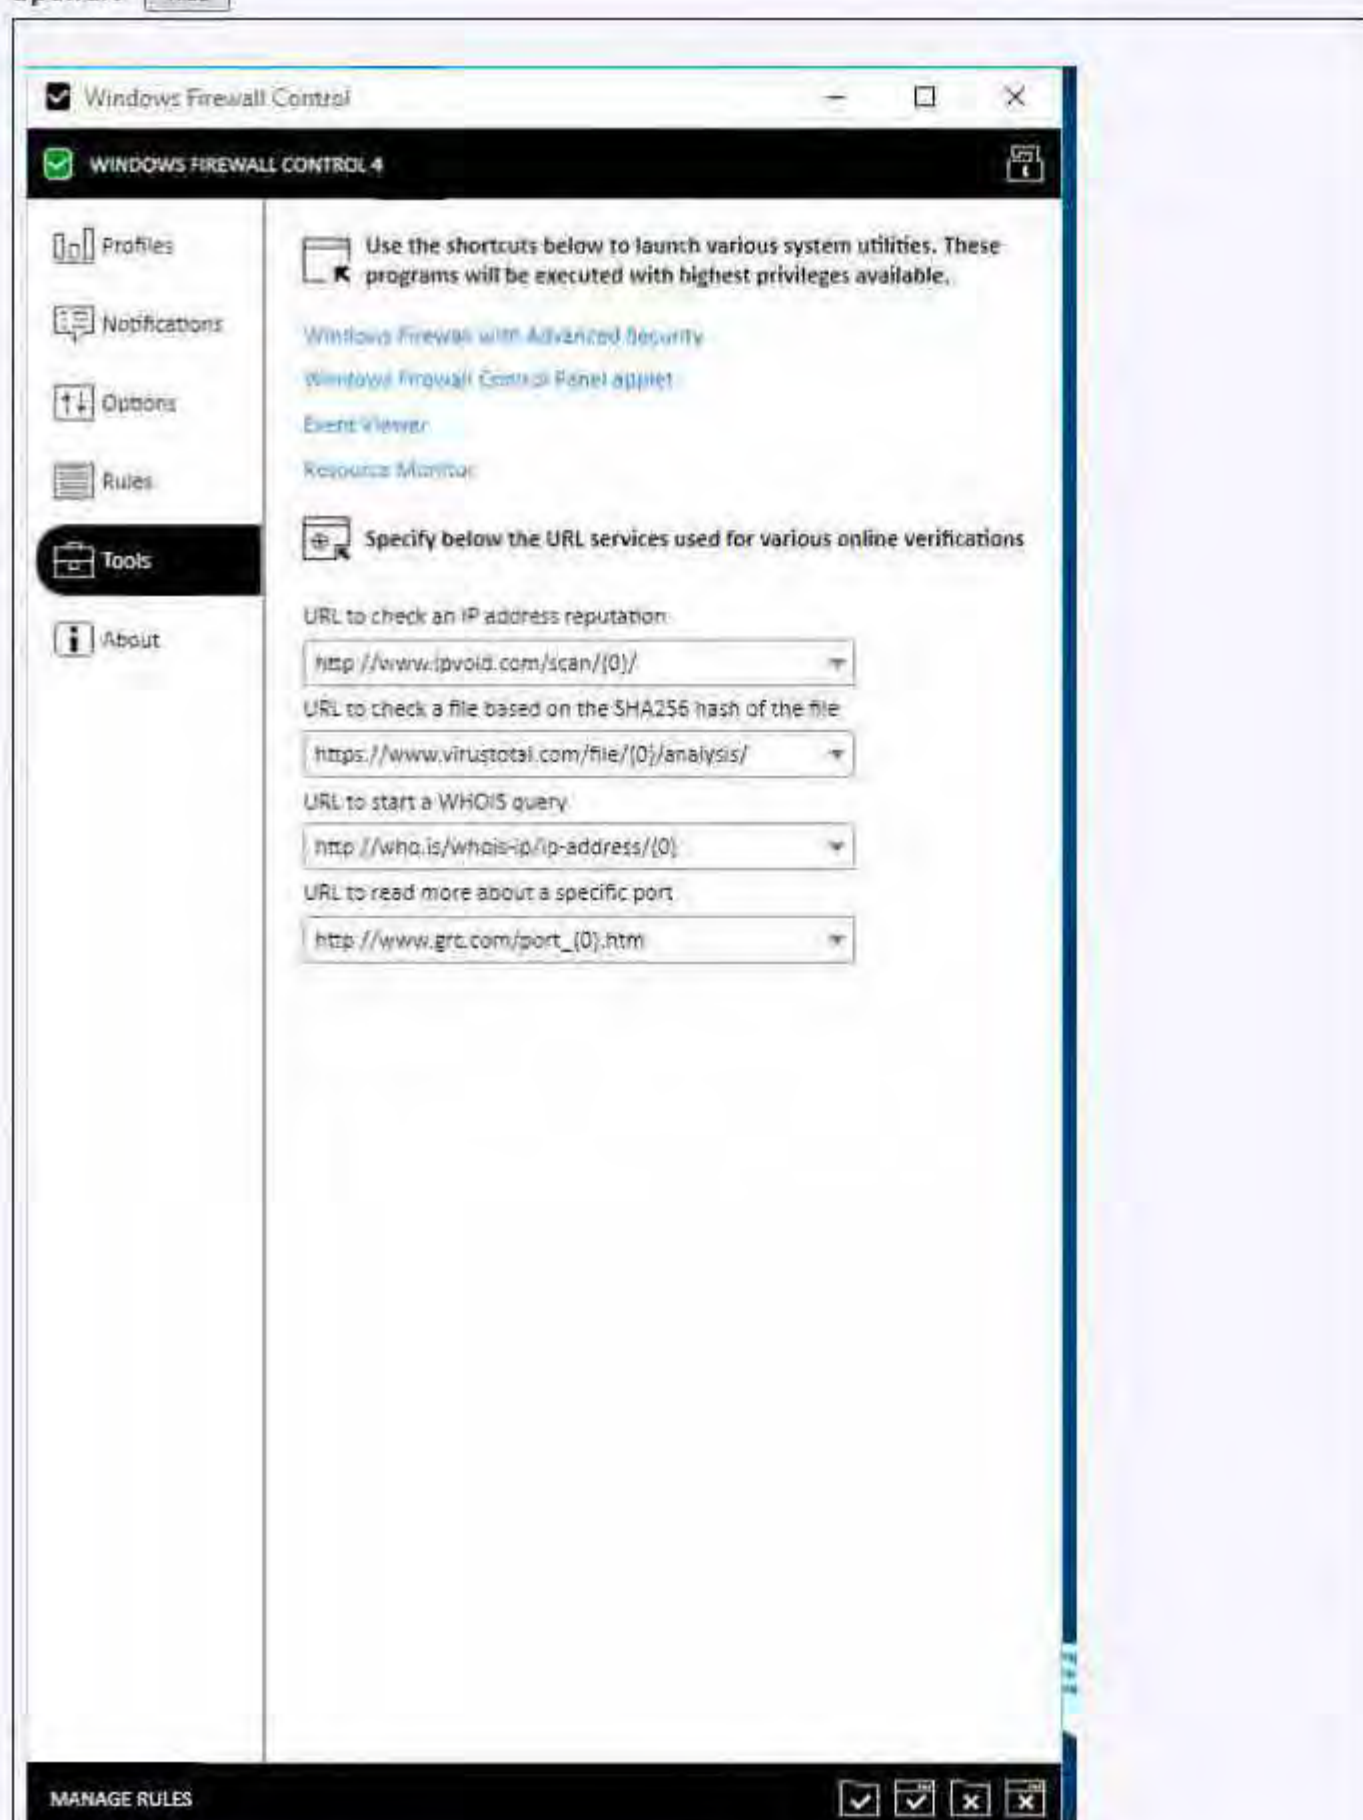 Windows Firewall Control
WINDOWS FIREWALL CONTROL 4
Profiles
Notifications
Options
Rules
Tools
About
Use the shortcuts below to launch various system utilities. These
programs will be executed with highest privileges available.
Windows Firewall with Advanced Security
Windows Firewall Control Panel applet
Event Viewer
Resource Monitor
Specify below the URL services used for various online verifications
URL to check an IP address reputation
http://www.ipvoid.com/scan/{0}/
URL to check a file based on the SHA256 hash of the file
https://www.virustotal.com/file/{0}/analysis/
URL to start a WHOIS query
http://who.is/whois-ip/ip-address/{0}
URL to read more about a specific port
http://www.grc.com/port_{0}.htm
MANAGE RULES